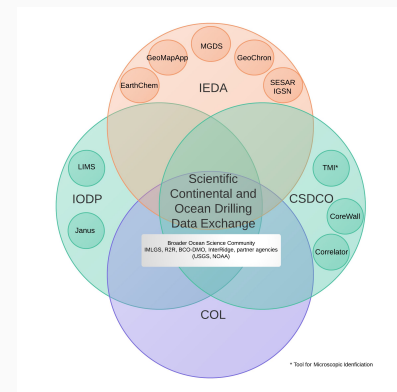 MGDS
GeoMapApp
GeoChron
EarthChem
IEDA
SESAR
IGSN
LIMS
IODP
Janus
Scientific
Continental and
Ocean Drilling
Data Exchange
TMI*
CSDCO
CoreWall
Correlator
Broader Ocean Science Community
IMLGS, R2R, BCO-DMO, InterRidge, partner agencies
(USGS, NOAA)
COL
* Tool for Microscopic Idenficiation